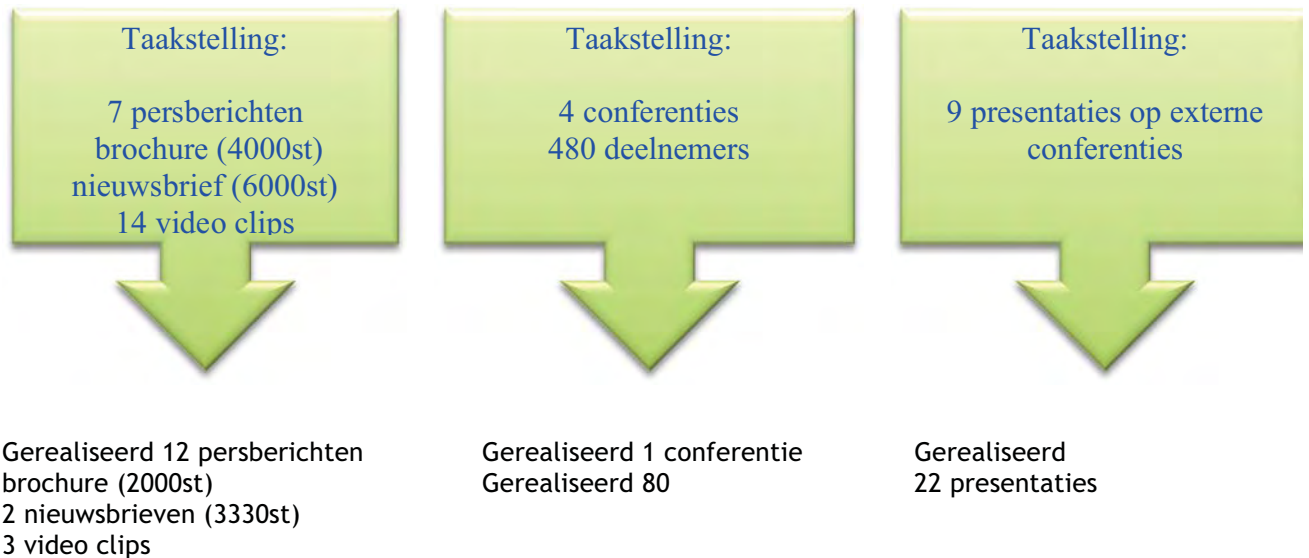 Taakstelling:
7 persberichten
brochure (4000st)
nieuwsbrief (6000st)
14 video clips
Taakstelling:
4 conferenties
480 deelnemers
Taakstelling:
9 presentaties op externe
conferenties
Gerealiseerd 12 persberichten
brochure (2000st)
2 nieuwsbrieven (3330st)
3 video clips
Gerealiseerd 1 conferentie
Gerealiseerd 80
Gerealiseerd
22 presentaties